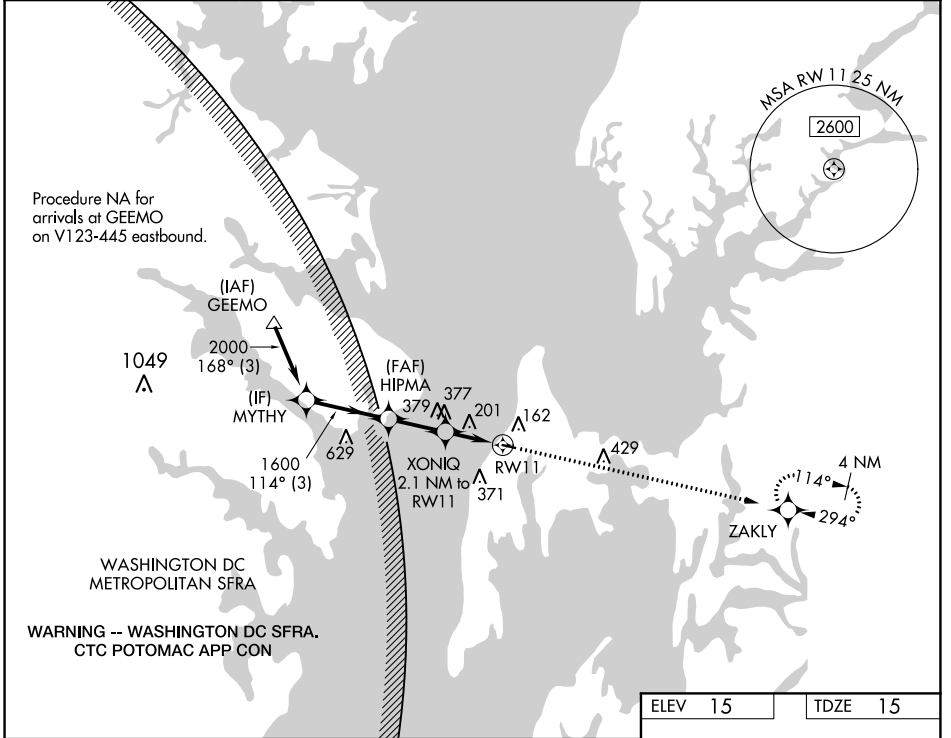 MSA RW 11 25 NM
2600
Procedure NA for
arrivals at GEEMO
on V123-445 eastbound.
(IAF)
GEEMO
2000
168° (3)
1049
(IF)
MYTHY
(FAF)
HIPMA
379
377
201
162
629
1600
114° (3)
XONIQ
2.1 NM to
RW11
371
RW11
429
4 NM
114°
294°
ZAKLY
WASHINGTON DC
METROPOLITAN SFRA
WARNING -- WASHINGTON DC SFRA.
CTC POTOMAC APP CON
ELEV 15
TDZE 15